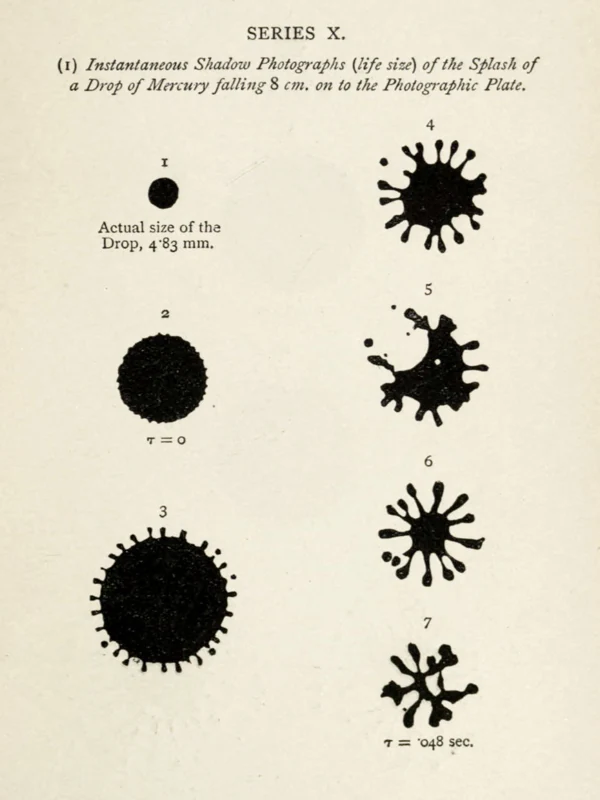 SERIES X.
(1) Instantaneous Shadow Photographs (life size) of the Splash of
a Drop of Mercury falling 8 cm. on to the Photographic Plate.
1
Actual size of the
Drop, 4·83 mm.
2
τ = 0
3
4
5
6
7
τ = ·048 sec.